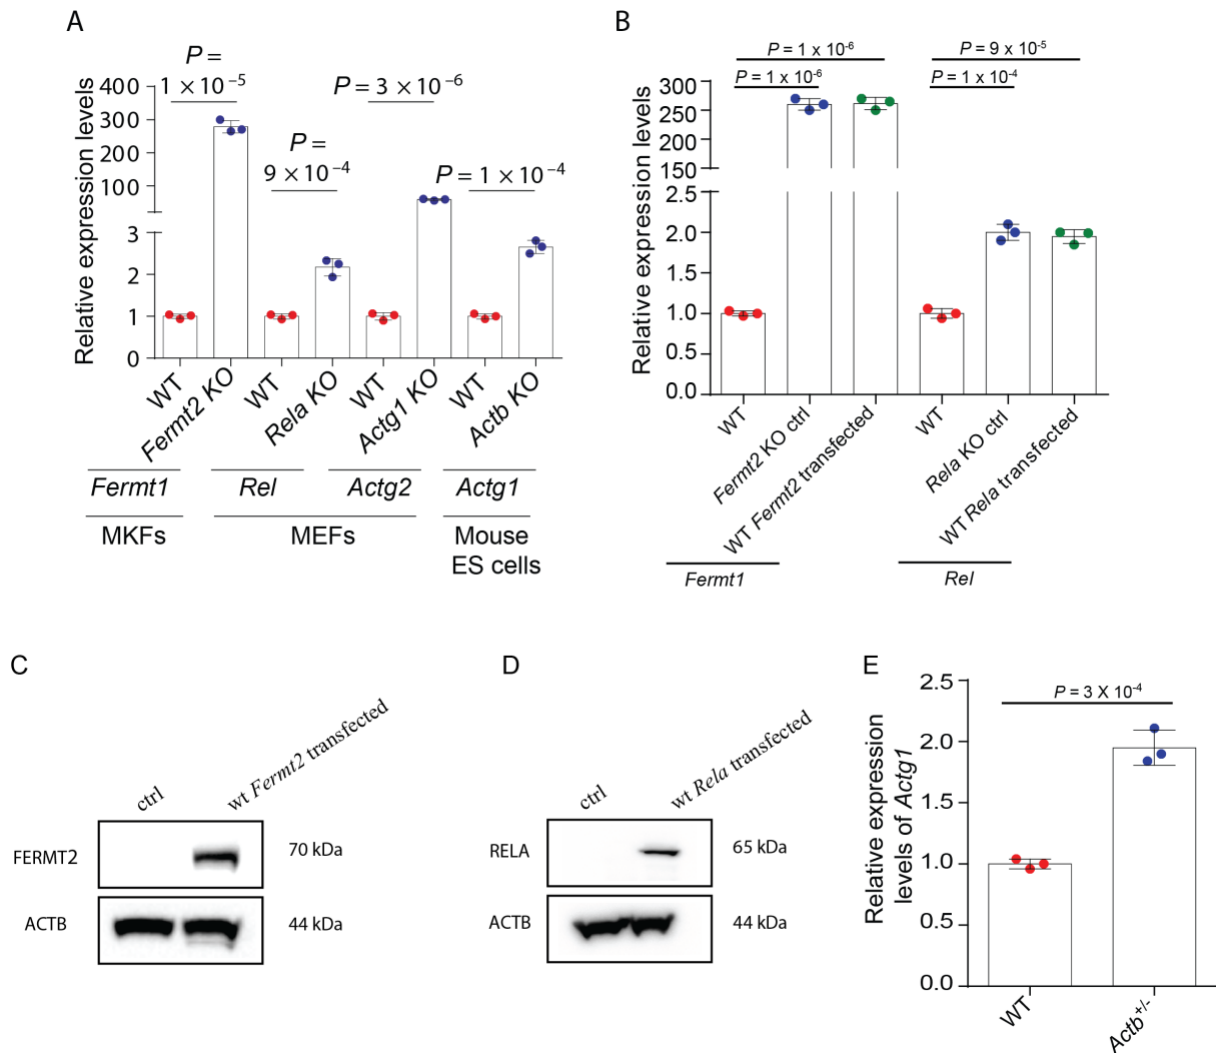 A
P =
1 × 10-5
P = 3 × 10-6
P =
9 × 10-4
P = 1 × 10-4
Relative expression levels
400
300
200
100
3
2
1
0
WT
Fermt2 KO
WT
Rela KO
WT
Actg1 KO
WT
Actb KO
Fermt1
Rel
Actg2
Actg1
MKFs
MEFs
Mouse
ES cells
B
P = 1 x 10-6
P = 1 x 10-6
P = 9 x 10-5
P = 1 x 10-4
Relative expression levels
300
250
200
150
2.5
2.0
1.5
1.0
0.5
0.0
WT
Fermt2 KO ctrl
WT Fermt2 transfected
WT
Rela KO ctrl
WT Rela transfected
Fermt1
Rel
C
ctrl
wt Fermt2 transfected
FERMT2
70 kDa
ACTB
44 kDa
D
ctrl
wt Rela transfected
RELA
65 kDa
ACTB
44 kDa
E
P = 3 X 10-4
Relative expression
levels of Actg1
2.5
2.0
1.5
1.0
0.5
0.0
WT
Actb+/-